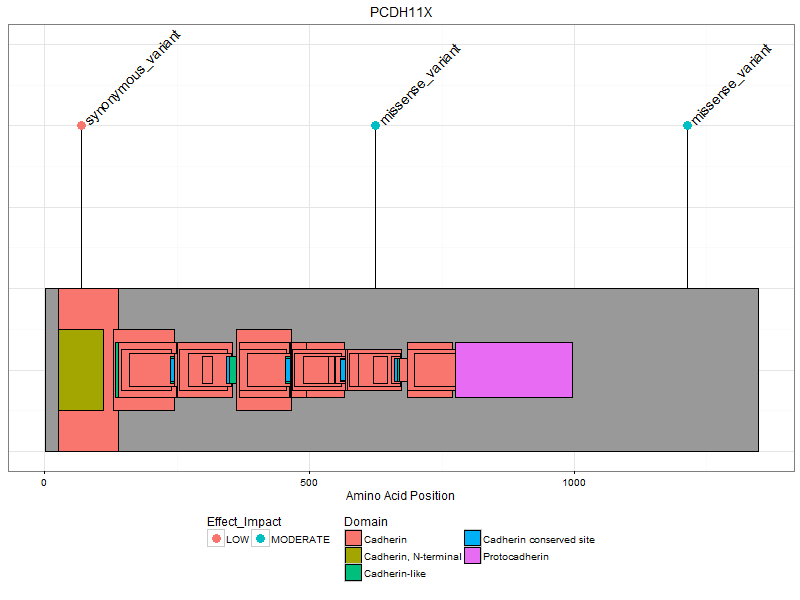 PCDH11X
synonymous_variant
missense_variant
missense_variant
0
500
1000
Amino Acid Position
Effect_Impact
LOW
MODERATE
Domain
Cadherin
Cadherin, N-terminal
Cadherin-like
Cadherin conserved site
Protocadherin